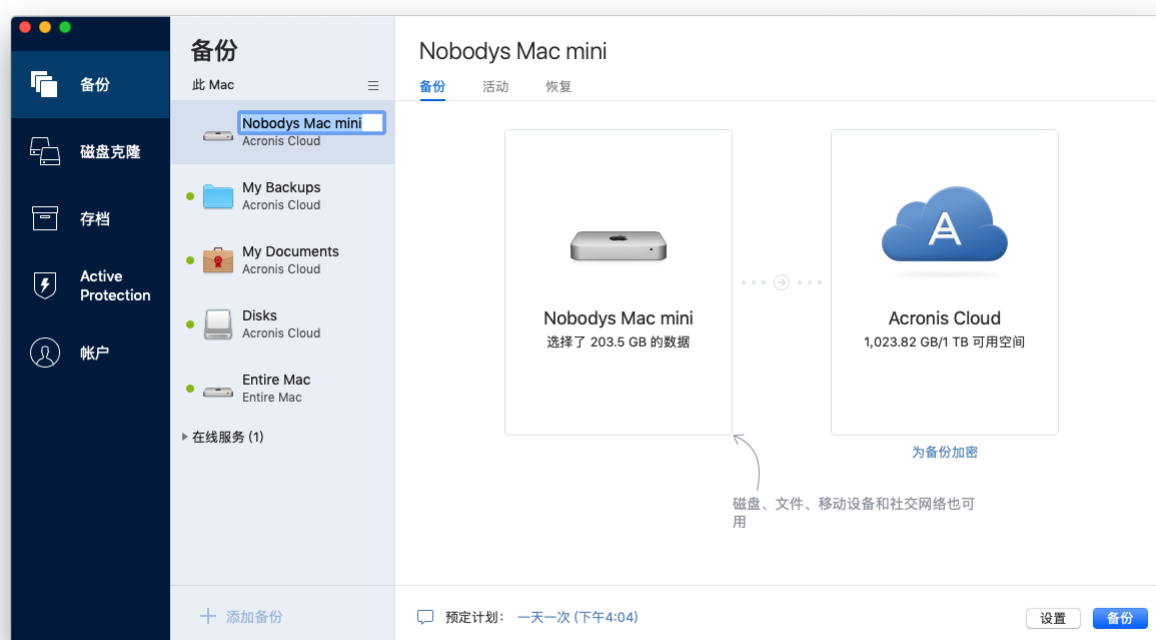 备份
磁盘克隆
存档
Active
Protection
帐户
备份
此 Mac
Nobodys Mac mini
Acronis Cloud
My Backups
Acronis Cloud
My Documents
Acronis Cloud
Disks
Acronis Cloud
Entire Mac
Entire Mac
在线服务 (1)
添加备份
Nobodys Mac mini
备份 活动 恢复
Nobodys Mac mini
选择了 203.5 GB 的数据
A
Acronis Cloud
1,023.82 GB/1 TB 可用空间
为备份加密
磁盘、文件、移动设备和社交网络也可
用
预定计划： 一天一次 (下午4:04)
设置 备份